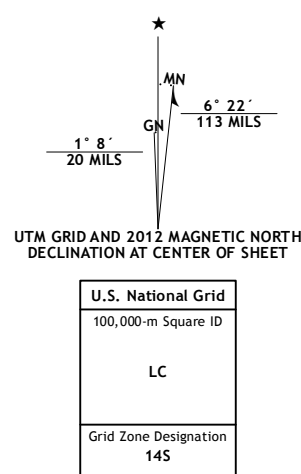 MN
6° 22´
113 MILS
GN
1° 8´
20 MILS
UTM GRID AND 2012 MAGNETIC NORTH
DECLINATION AT CENTER OF SHEET
U.S. National Grid
100,000-m Square ID
LC
Grid Zone Designation
14S